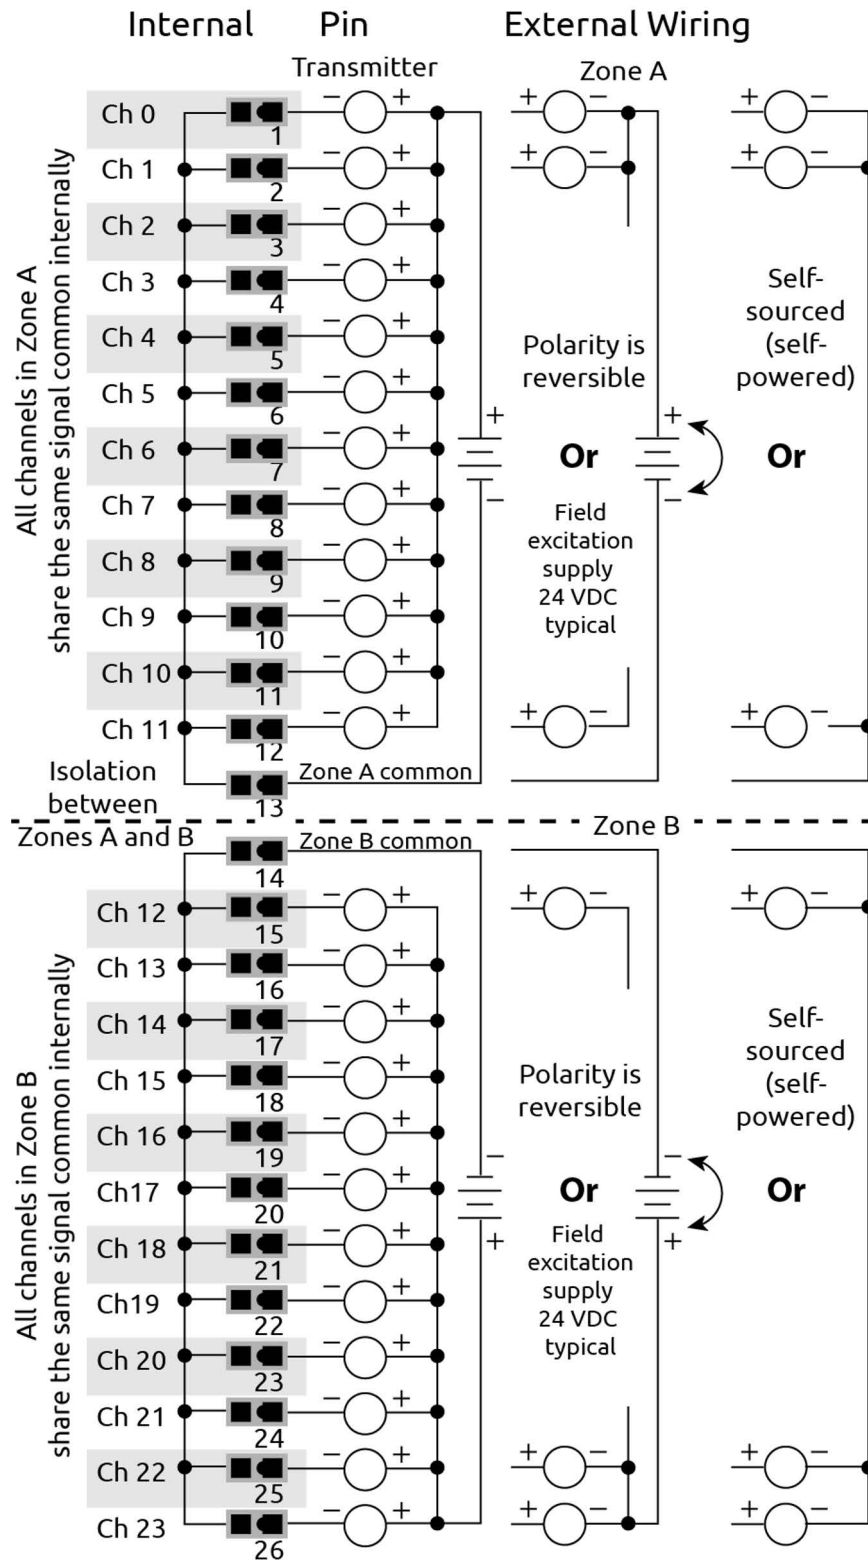 Internal Pin External Wiring
Transmitter Zone A
All channels in Zone A
share the same signal common internally
Ch 0 1 − + + − + −
Ch 1 2 − + + − + −
Ch 2 3 − +
Ch 3 4 − +
Ch 4 5 − +
Ch 5 6 − +
Ch 6 7 − +
Ch 7 8 − +
Ch 8 9 − +
Ch 9 10 − +
Ch 10 11 − +
Ch 11 12 − + + − + −
+
−
Polarity is
reversible
+
−
Or
Field
excitation
supply
24 VDC
typical
Self-
sourced
(self-
powered)
Or
Isolation
between
Zones A and B
13 Zone A common
Zone B
14 Zone B common
All channels in Zone B
share the same signal common internally
Ch 12 15 − + + − + −
Ch 13 16 − +
Ch 14 17 − +
Ch 15 18 − +
Ch 16 19 − +
Ch17 20 − +
Ch 18 21 − +
Ch19 22 − +
Ch 20 23 − +
Ch 21 24 − +
Ch 22 25 − + + − + −
Ch 23 26 − + + − + −
−
+
Polarity is
reversible
−
+
Or
Field
excitation
supply
24 VDC
typical
Self-
sourced
(self-
powered)
Or